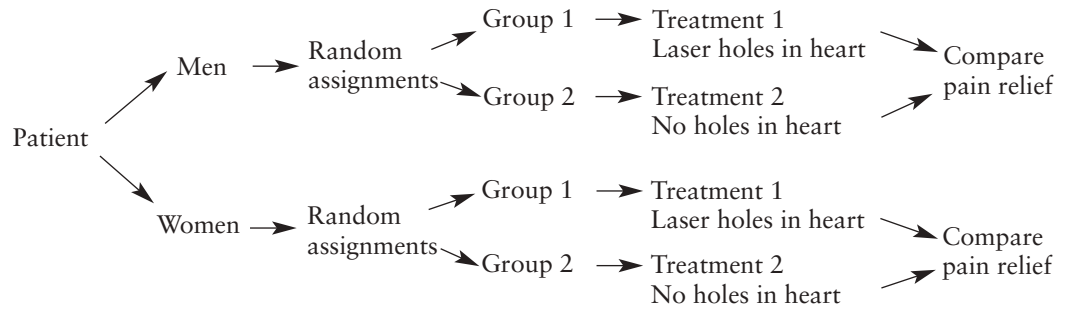 Patient
Men
Random
assignments
Group 1
Treatment 1
Laser holes in heart
Group 2
Treatment 2
No holes in heart
Compare
pain relief
Women
Random
assignments
Group 1
Treatment 1
Laser holes in heart
Group 2
Treatment 2
No holes in heart
Compare
pain relief